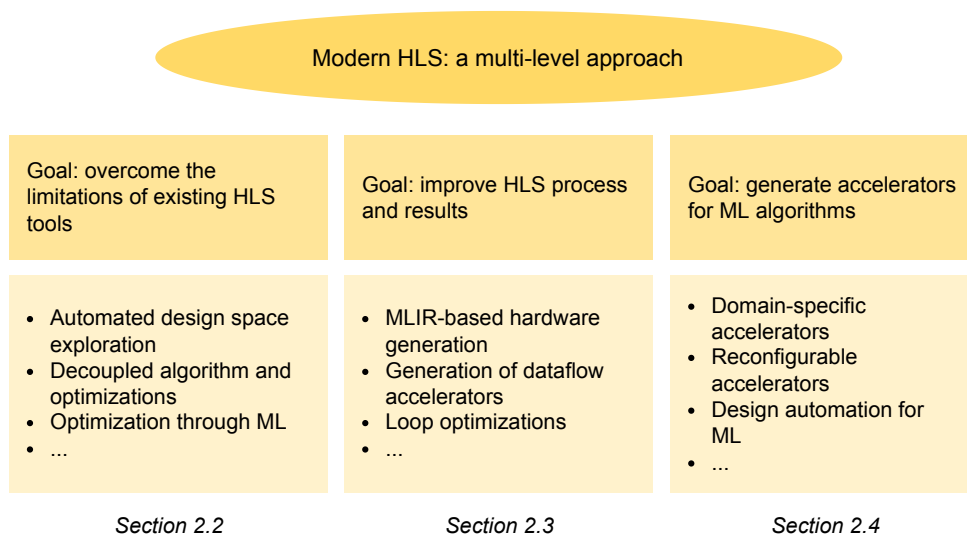 Modern HLS: a multi-level approach
Goal: overcome the
limitations of existing HLS
tools
Goal: improve HLS process
and results
Goal: generate accelerators
for ML algorithms
• Automated design space
exploration
• Decoupled algorithm and
optimizations
• Optimization through ML
• ...
• MLIR-based hardware
generation
• Generation of dataflow
accelerators
• Loop optimizations
• ...
• Domain-specific
accelerators
• Reconfigurable
accelerators
• Design automation for
ML
• ...
Section 2.2
Section 2.3
Section 2.4